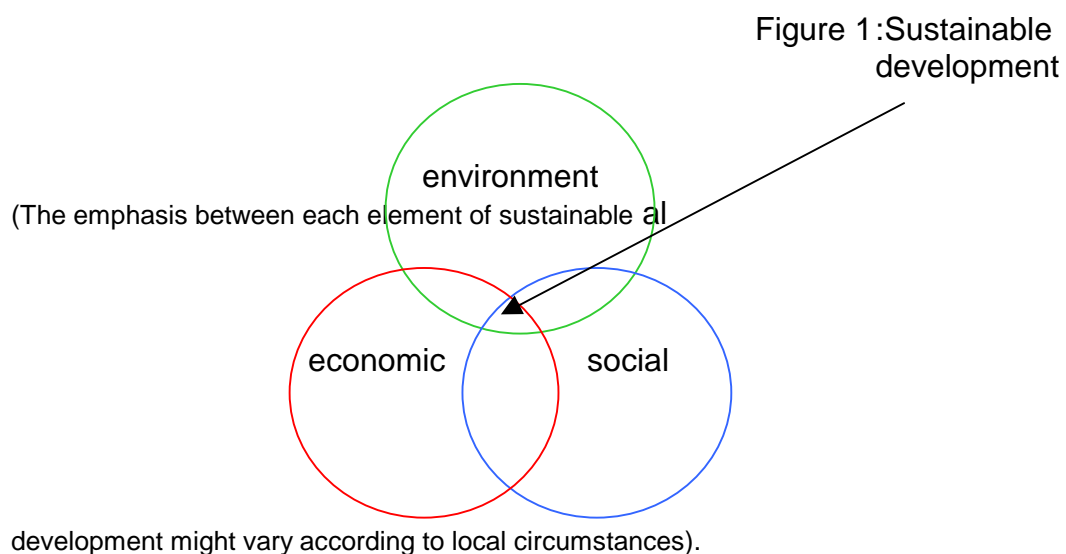 Figure 1:Sustainable
development
environment
(The emphasis between each element of sustainable al
economic social
development might vary according to local circumstances).